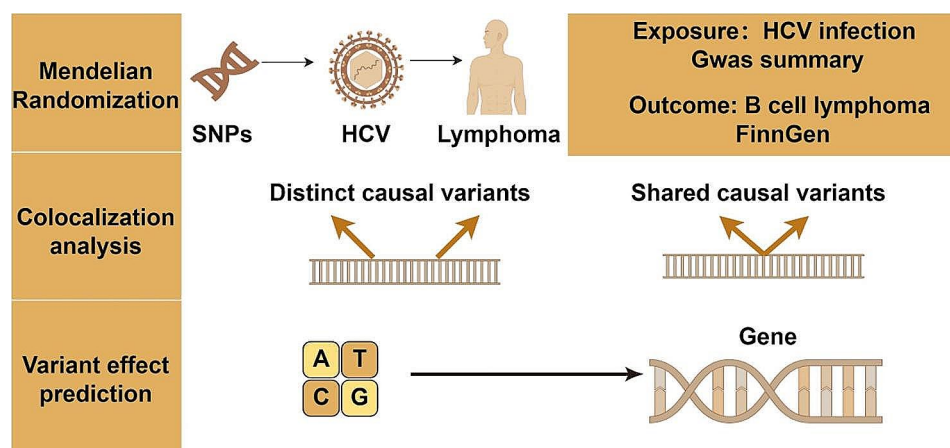 Mendelian
Randomization
SNPs
HCV
Lymphoma
Exposure: HCV infection
Gwas summary
Outcome: B cell lymphoma
FinnGen
Colocalization
analysis
Distinct causal variants
Shared causal variants
Variant effect
prediction
A T
C G
Gene